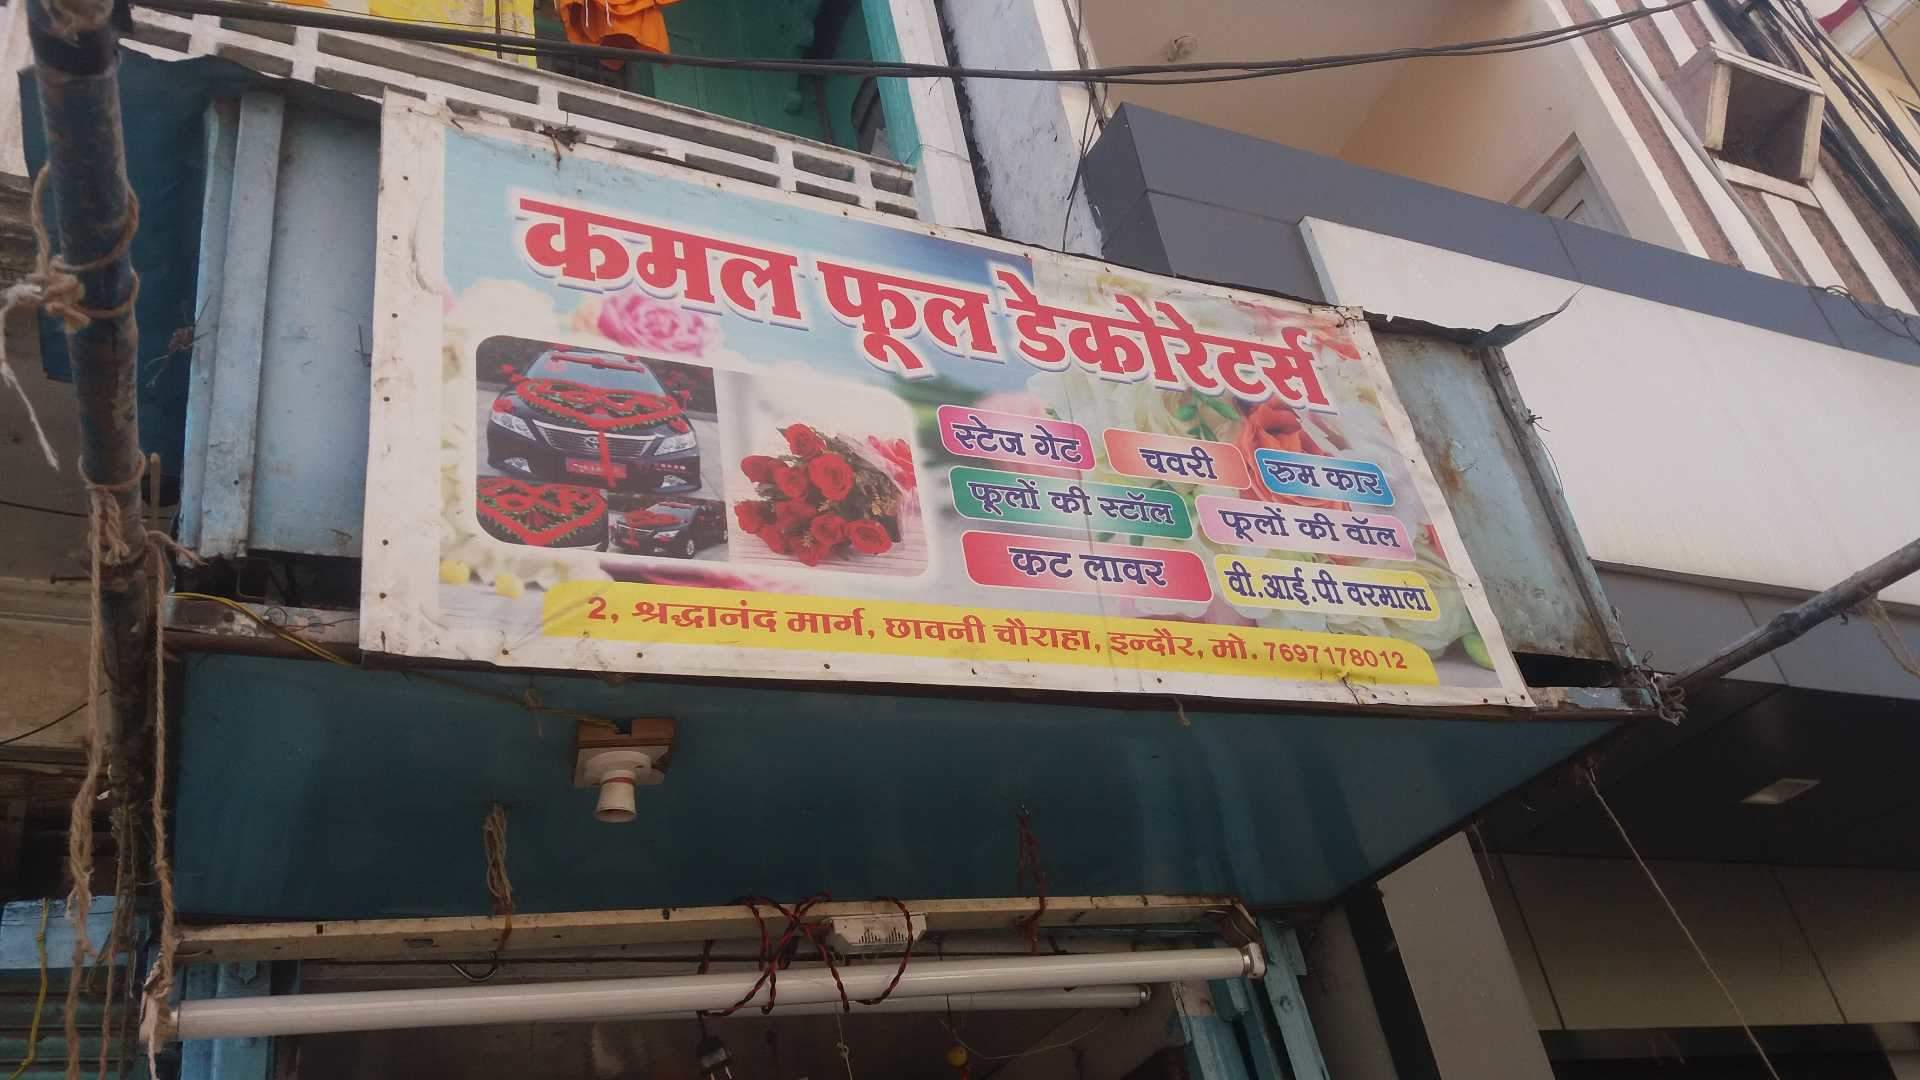 कमल फूल डेकोरेटर्स
स्टेज गेट चवरी रुम कार
फूलों की स्टॉल फूलों की वॉल
कट लावर वी.आई.पी वरमाला
2, श्रद्धानंद मार्ग, छावनी चौराहा, इन्दौर, मो. 7697178012